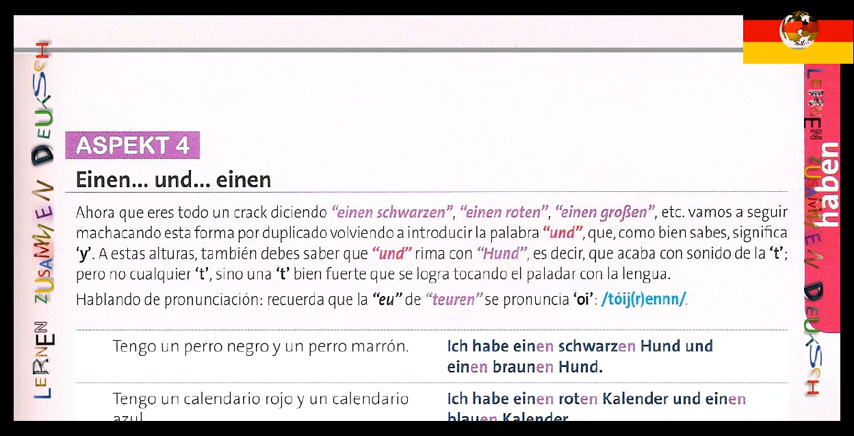 LERNEN ZUSAMMEN DEUKSCH
ASPEKT 4
Einen... und... einen
Ahora que eres todo un crack diciendo “einen schwarzen”, “einen roten”, “einen großen”, etc. vamos a seguir
machacando esta forma por duplicado volviendo a introducir la palabra “und”, que, como bien sabes, significa
‘y’. A estas alturas, también debes saber que “und” rima con “Hund”, es decir, que acaba con sonido de la ‘t’;
pero no cualquier ‘t’, sino una ‘t’ bien fuerte que se logra tocando el paladar con la lengua.
Hablando de pronunciación: recuerda que la “eu” de “teuren” se pronuncia ‘oi’: /tóij(r)ennn/.
Tengo un perro negro y un perro marrón.
Ich habe einen schwarzen Hund und
einen braunen Hund.
Tengo un calendario rojo y un calendario
azul.
Ich habe einen roten Kalender und einen
blauen Kalender.
haben
LERNEN ZUSAMMEN DEUKSCH